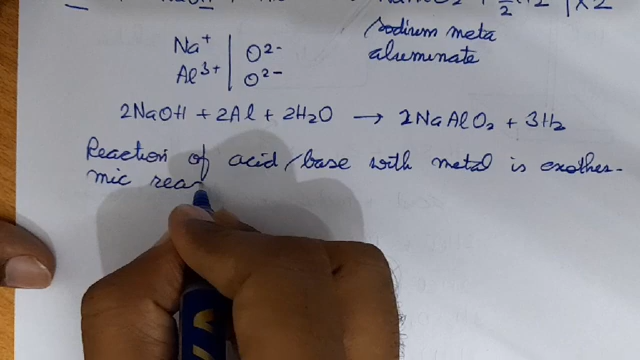 sodium meta
aluminate
Na⁺ | O²⁻
Al³⁺ | O²⁻
2NaOH + 2Al + 2H₂O → 2NaAlO₂ + 3H₂
Reaction of acid/base with metal is exother-
mic reac